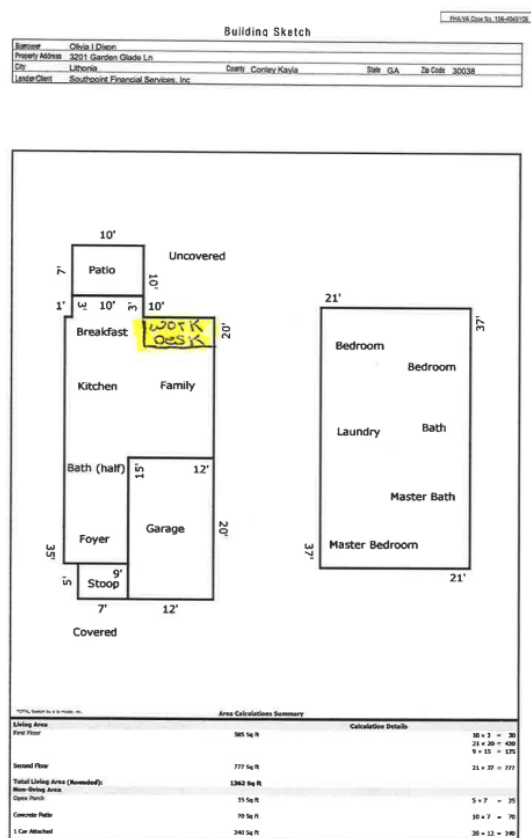 FHA/VA Case No. 106-4945106
Building Sketch
Borrower Olivia I Dixon
Property Address 3201 Garden Glade Ln
City Lithonia County Conley Kayla State GA Zip Code 30038
Lender/Client Southpoint Financial Services, Inc
10'
Uncovered
7' Patio 10'
1' 3' 10' 3' 10'
21'
Breakfast WORK 20'
DESK
37'
Bedroom
Bedroom
Kitchen Family
Laundry Bath
Bath (half) 15' 12'
Master Bath
Foyer Garage 20'
35' 37' Master Bedroom
9'
5' Stoop 21'
7' 12'
Covered
Area Calculations Summary
Living Area Calculation Details
First Floor 585 Sq ft 10 x 3 = 30
21 x 20 = 420
9 x 15 = 135
Second Floor 777 Sq ft 21 x 37 = 777
Total Living Area (Rounded): 1362 Sq ft
Non-living Area
Open Porch 35 Sq ft 5 x 7 = 35
Concrete Patio 70 Sq ft 10 x 7 = 70
1 Car Attached 240 Sq ft 20 x 12 = 240